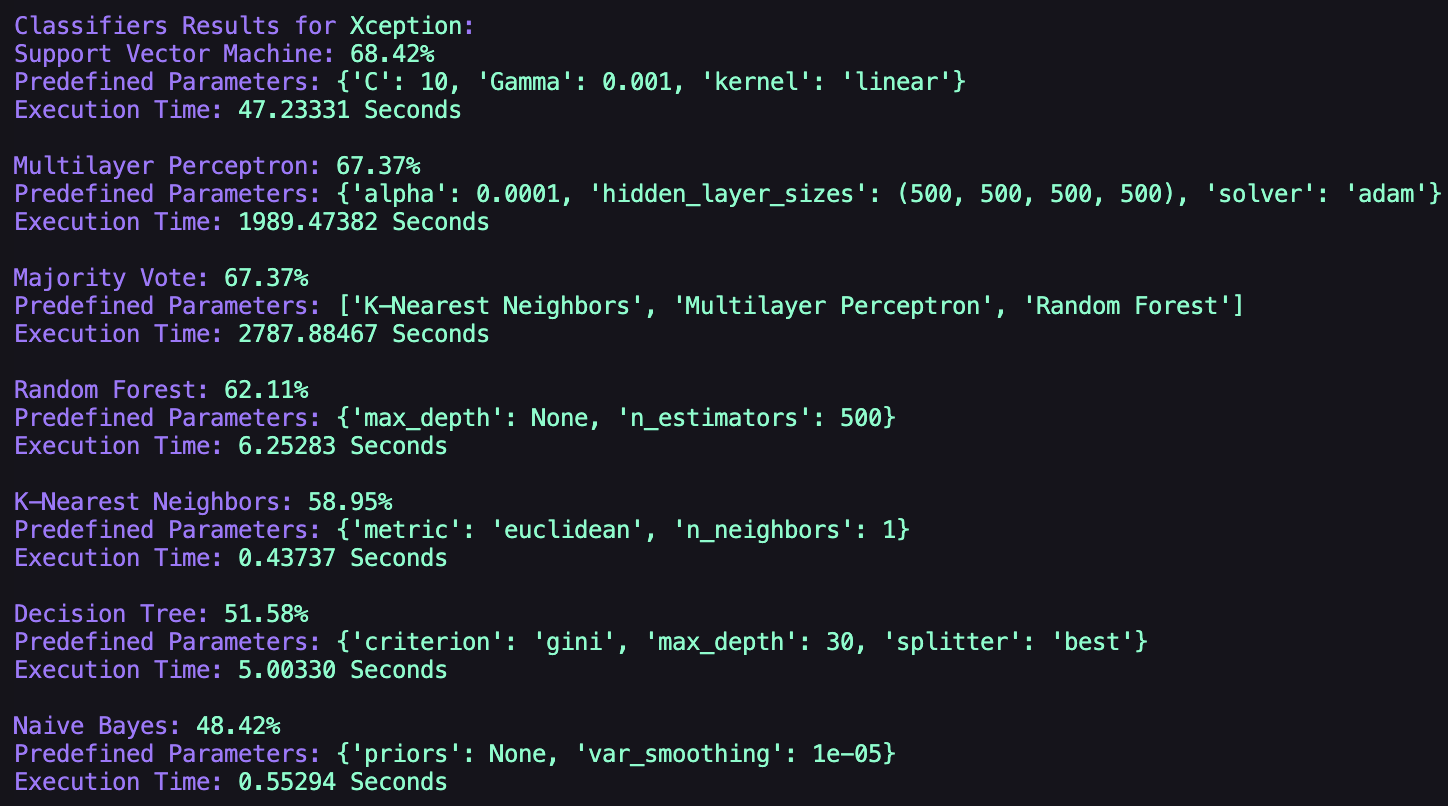 Classifiers Results for Xception:
Support Vector Machine: 68.42%
Predefined Parameters: {'C': 10, 'Gamma': 0.001, 'kernel': 'linear'}
Execution Time: 47.23331 Seconds

Multilayer Perceptron: 67.37%
Predefined Parameters: {'alpha': 0.0001, 'hidden_layer_sizes': (500, 500, 500, 500), 'solver': 'adam'}
Execution Time: 1989.47382 Seconds

Majority Vote: 67.37%
Predefined Parameters: ['K-Nearest Neighbors', 'Multilayer Perceptron', 'Random Forest']
Execution Time: 2787.88467 Seconds

Random Forest: 62.11%
Predefined Parameters: {'max_depth': None, 'n_estimators': 500}
Execution Time: 6.25283 Seconds

K-Nearest Neighbors: 58.95%
Predefined Parameters: {'metric': 'euclidean', 'n_neighbors': 1}
Execution Time: 0.43737 Seconds

Decision Tree: 51.58%
Predefined Parameters: {'criterion': 'gini', 'max_depth': 30, 'splitter': 'best'}
Execution Time: 5.00330 Seconds

Naive Bayes: 48.42%
Predefined Parameters: {'priors': None, 'var_smoothing': 1e-05}
Execution Time: 0.55294 Seconds